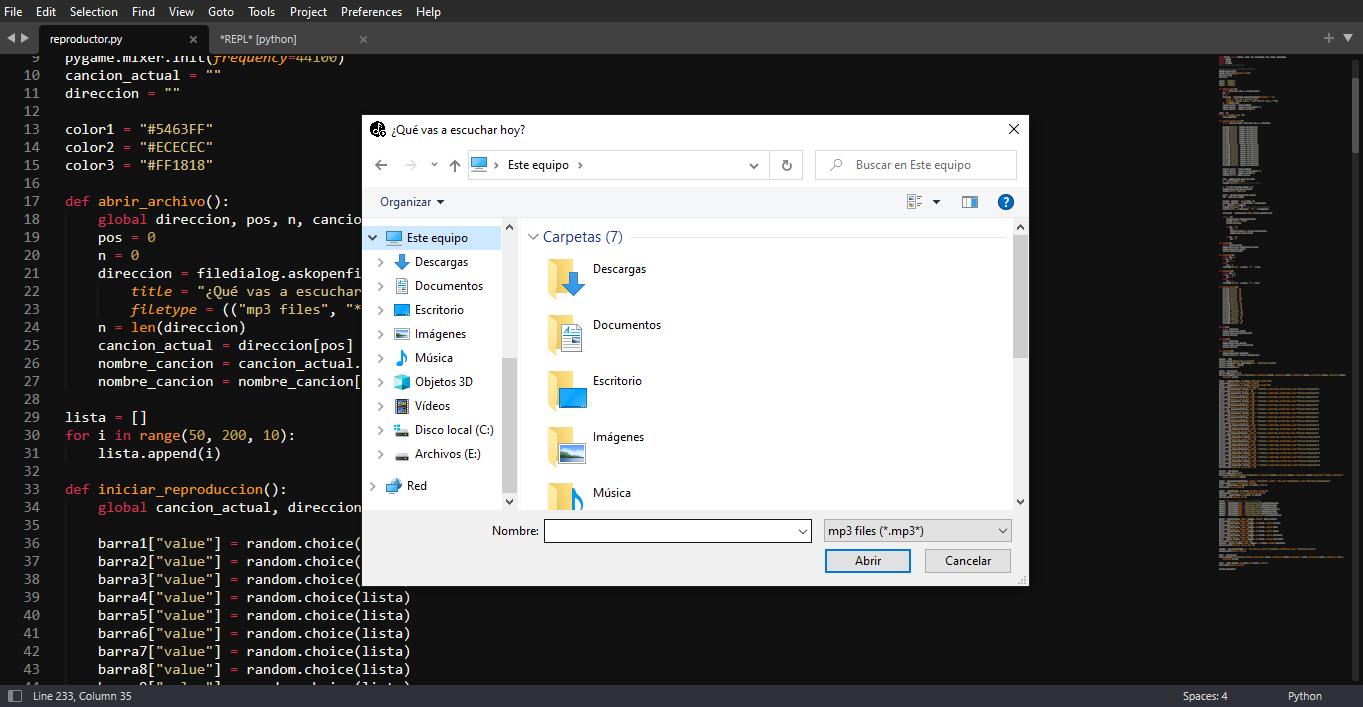 File Edit Selection Find View Goto Tools Project Preferences Help
reproductor.py
*REPL* [python]
9 pygame.mixer.init(frequency=44100)
10 cancion_actual = ""
11 direccion = ""
12
13 color1 = "#5463FF"
14 color2 = "#ECECEC"
15 color3 = "#FF1818"
16
17 def abrir_archivo():
18 global direccion, pos, n, cancio
19 pos = 0
20 n = 0
21 direccion = filedialog.askopenfi
22 title = "¿Qué vas a escuchar
23 filetype = (("mp3 files", "*
24 n = len(direccion)
25 cancion_actual = direccion[pos]
26 nombre_cancion = cancion_actual.
27 nombre_cancion = nombre_cancion[
28
29 lista = []
30 for i in range(50, 200, 10):
31 lista.append(i)
32
33 def iniciar_reproduccion():
34 global cancion_actual, direccion
35
36 barra1["value"] = random.choice(
37 barra2["value"] = random.choice(
38 barra3["value"] = random.choice(
39 barra4["value"] = random.choice(lista)
40 barra5["value"] = random.choice(lista)
41 barra6["value"] = random.choice(lista)
42 barra7["value"] = random.choice(lista)
43 barra8["value"] = random.choice(lista)
¿Qué vas a escuchar hoy?
Este equipo
Buscar en Este equipo
Organizar
Este equipo
Descargas
Documentos
Escritorio
Imágenes
Música
Objetos 3D
Vídeos
Disco local (C:)
Archivos (E:)
Red
Carpetas (7)
Descargas
Documentos
Escritorio
Imágenes
Música
Nombre:
mp3 files (*.mp3*)
Abrir
Cancelar
Line 233, Column 35
Spaces: 4
Python